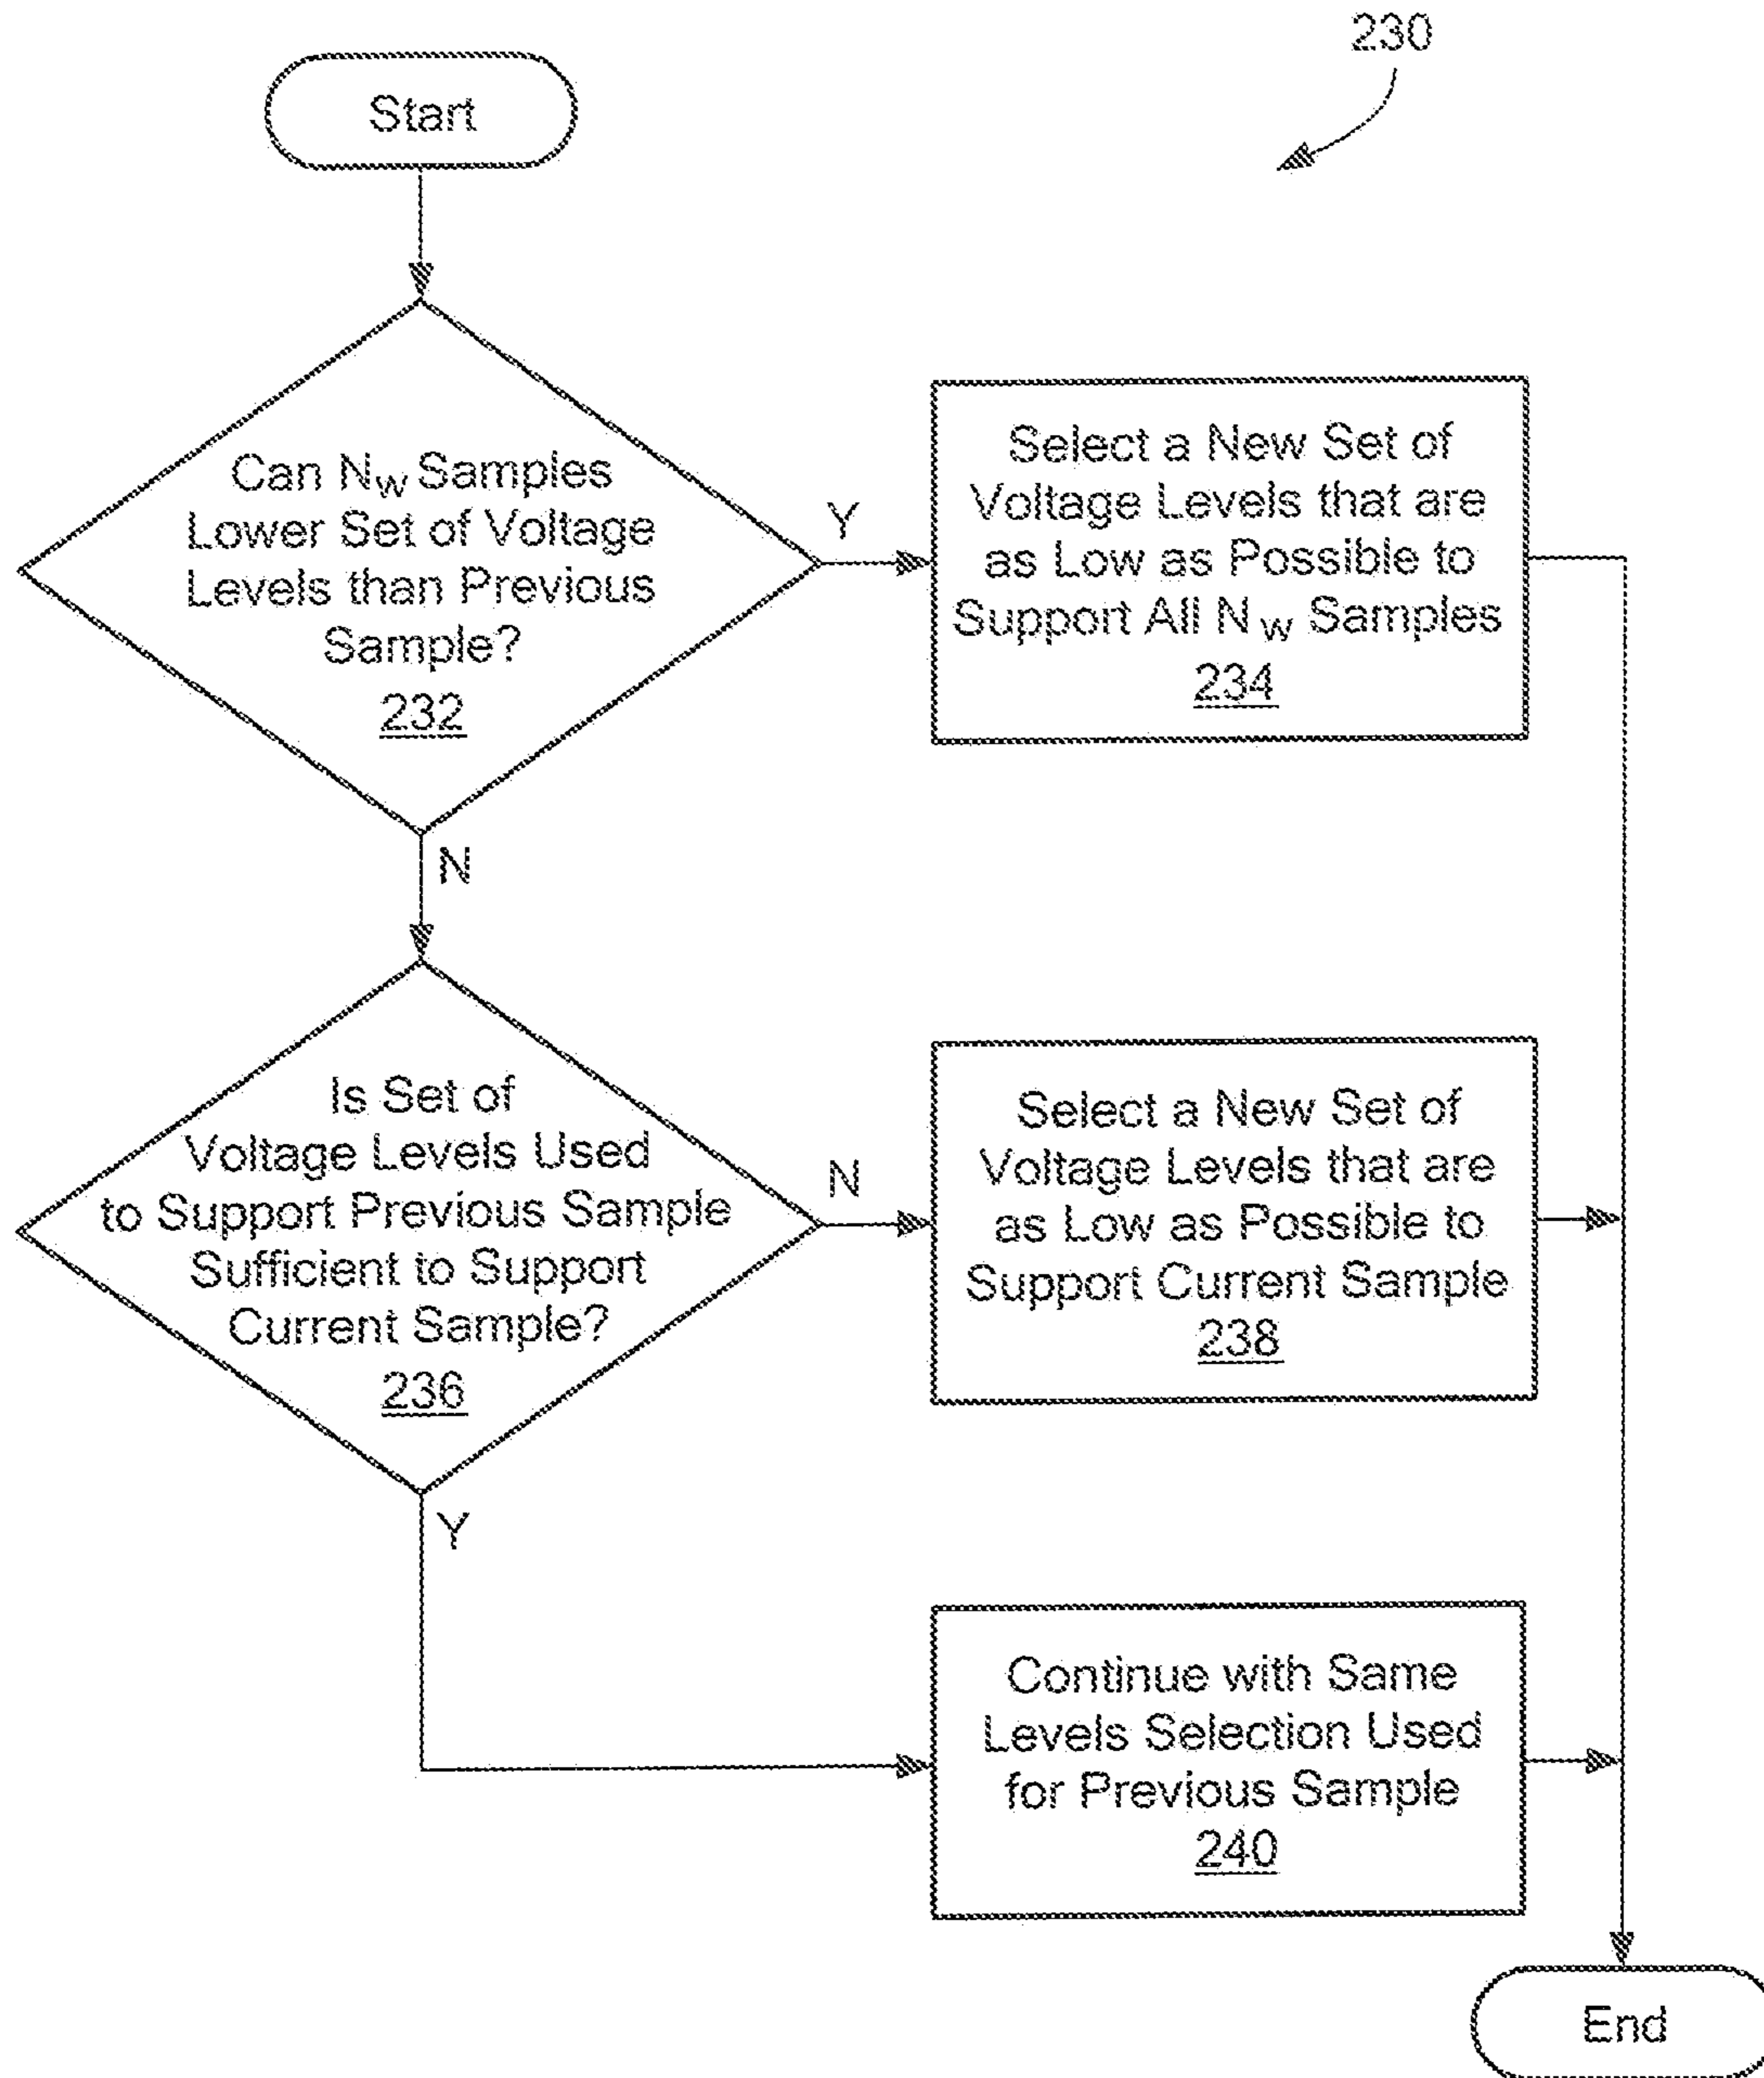 230
Start
Can NW Samples
Lower Set of Voltage
Levels than Previous
Sample?
232
Y
Select a New Set of
Voltage Levels that are
as Low as Possible to
Support All NW Samples
234
N
Is Set of
Voltage Levels Used
to Support Previous Sample
Sufficient to Support
Current Sample?
236
N
Select a New Set of
Voltage Levels that are
as Low as Possible to
Support Current Sample
238
Y
Continue with Same
Levels Selection Used
for Previous Sample
240
End